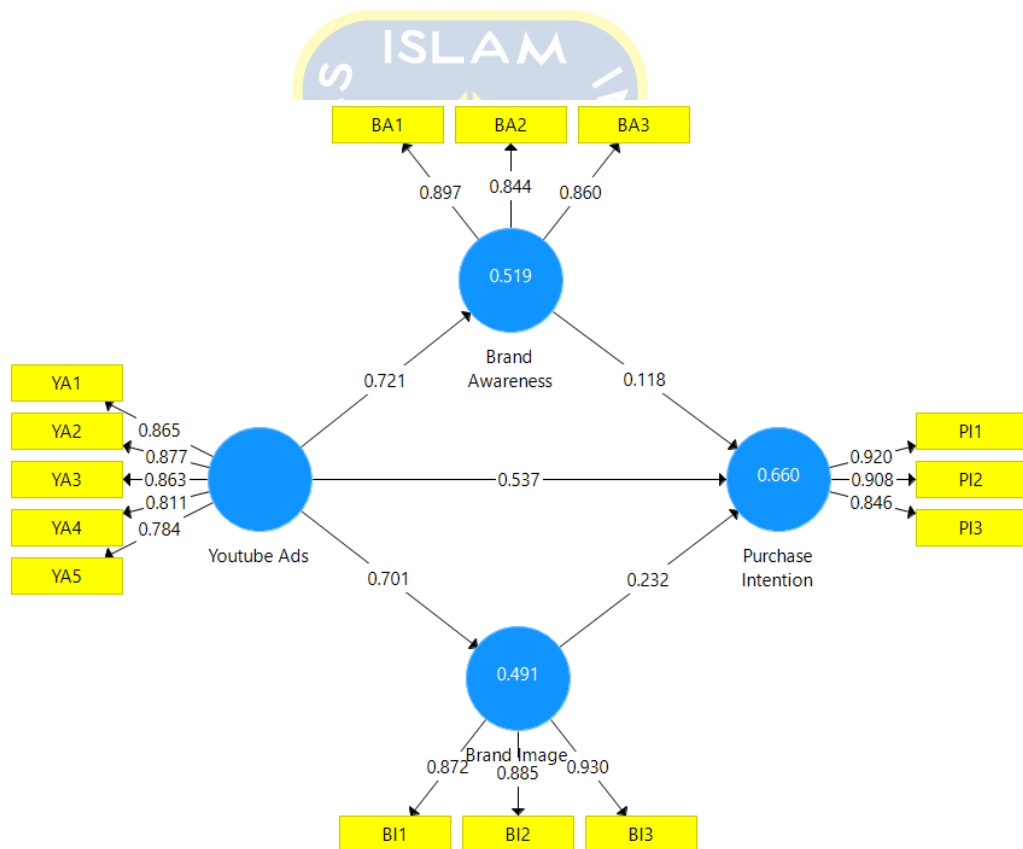 ISLAM
BA1 BA2 BA3
0.897 0.844 0.860
0.519
Brand
Awareness
0.721 0.118
YA1
YA2
YA3
YA4
YA5
0.865
0.877
0.863
0.811
0.784
Youtube Ads
0.537
0.660
Purchase
Intention
PI1
PI2
PI3
0.920
0.908
0.846
0.701 0.232
0.491
Brand Image
0.872 0.885 0.930
BI1 BI2 BI3